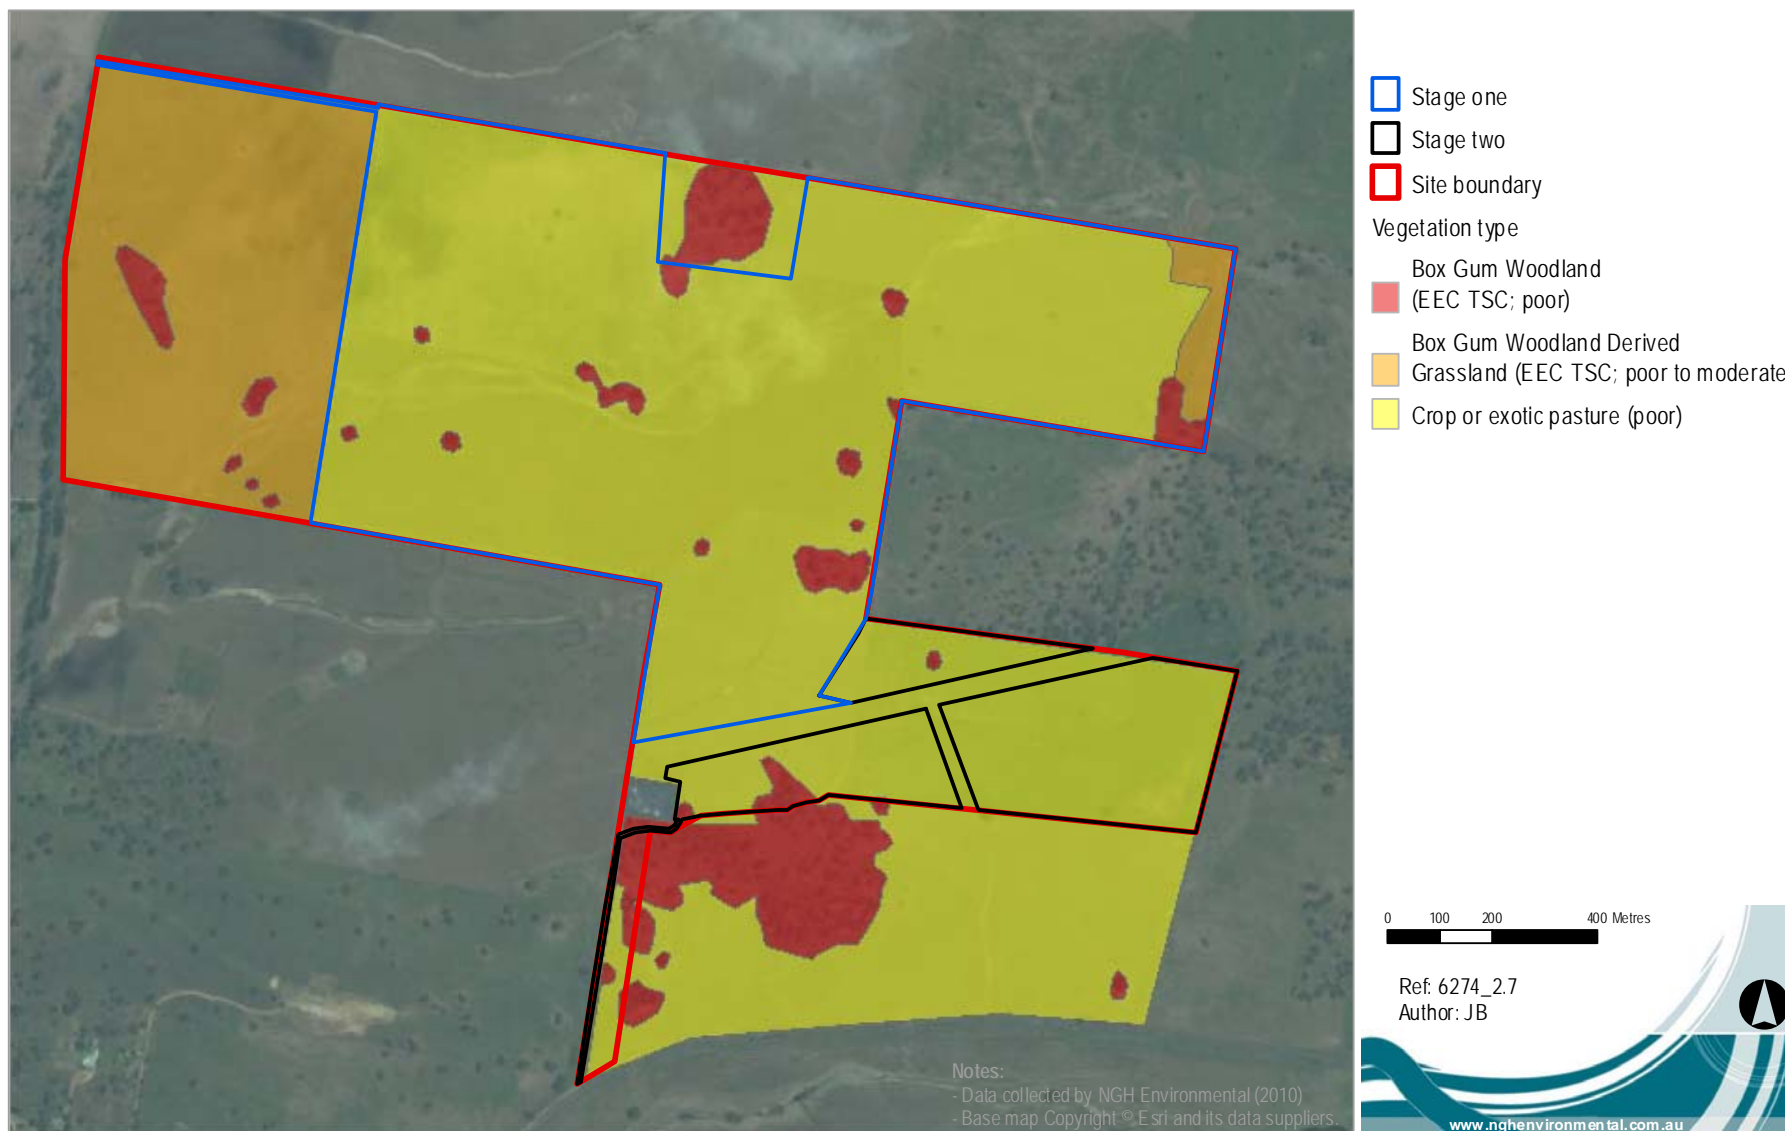 Stage one
Stage two
Site boundary
Vegetation type
Box Gum Woodland
(EEC TSC; poor)
Box Gum Woodland Derived
Grassland (EEC TSC; poor to moderate
Crop or exotic pasture (poor)
0 100 200 400 Metres
Ref: 6274_2.7
Author: JB
Notes:
- Data collected by NGH Environmental (2010)
- Base map Copyright © Esri and its data suppliers.
www.nghenvironmental.com.au